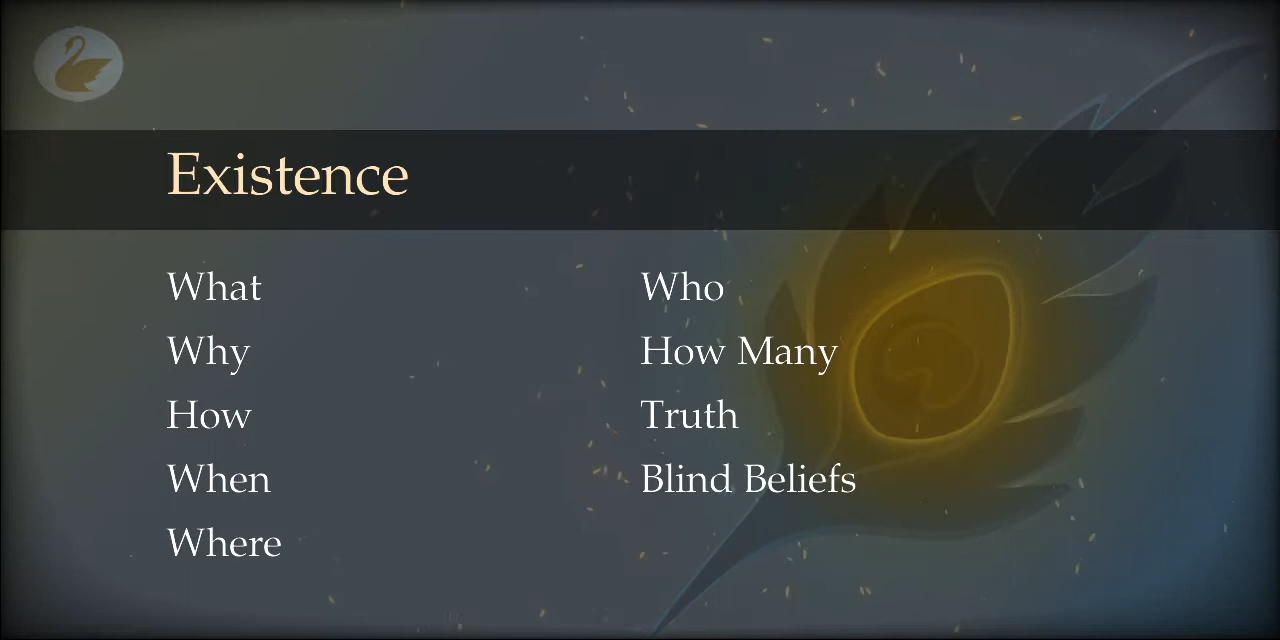 Existence
What
Why
How
When
Where
Who
How Many
Truth
Blind Beliefs